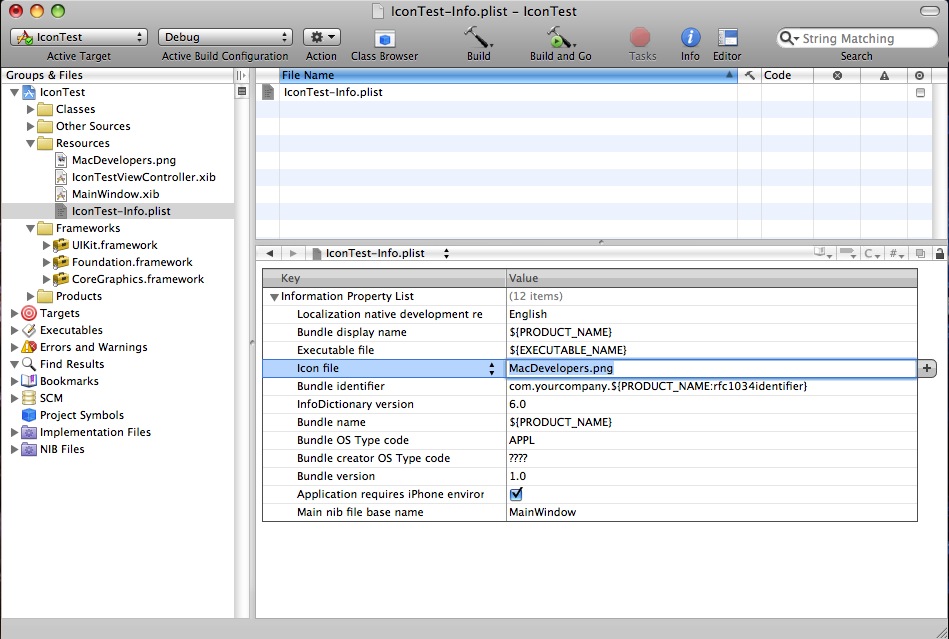 IconTest-Info.plist – IconTest
IconTest
Debug
String Matching
Active Target
Active Build Configuration
Action
Class Browser
Build
Build and Go
Tasks
Info
Editor
Search
Groups & Files
File Name
Code
IconTest
IconTest-Info.plist
Classes
Other Sources
Resources
MacDevelopers.png
IconTestViewController.xib
MainWindow.xib
IconTest-Info.plist
Frameworks
UIKit.framework
Foundation.framework
CoreGraphics.framework
Products
Targets
Executables
Errors and Warnings
Find Results
Bookmarks
SCM
Project Symbols
Implementation Files
NIB Files
IconTest-Info.plist
C
#
Key Value
Information Property List (12 items)
Localization native development re English
Bundle display name ${PRODUCT_NAME}
Executable file ${EXECUTABLE_NAME}
Icon file MacDevelopers.png
Bundle identifier com.yourcompany.${PRODUCT_NAME:rfc1034identifier}
InfoDictionary version 6.0
Bundle name ${PRODUCT_NAME}
Bundle OS Type code APPL
Bundle creator OS Type code ????
Bundle version 1.0
Application requires iPhone enviror
Main nib file base name MainWindow